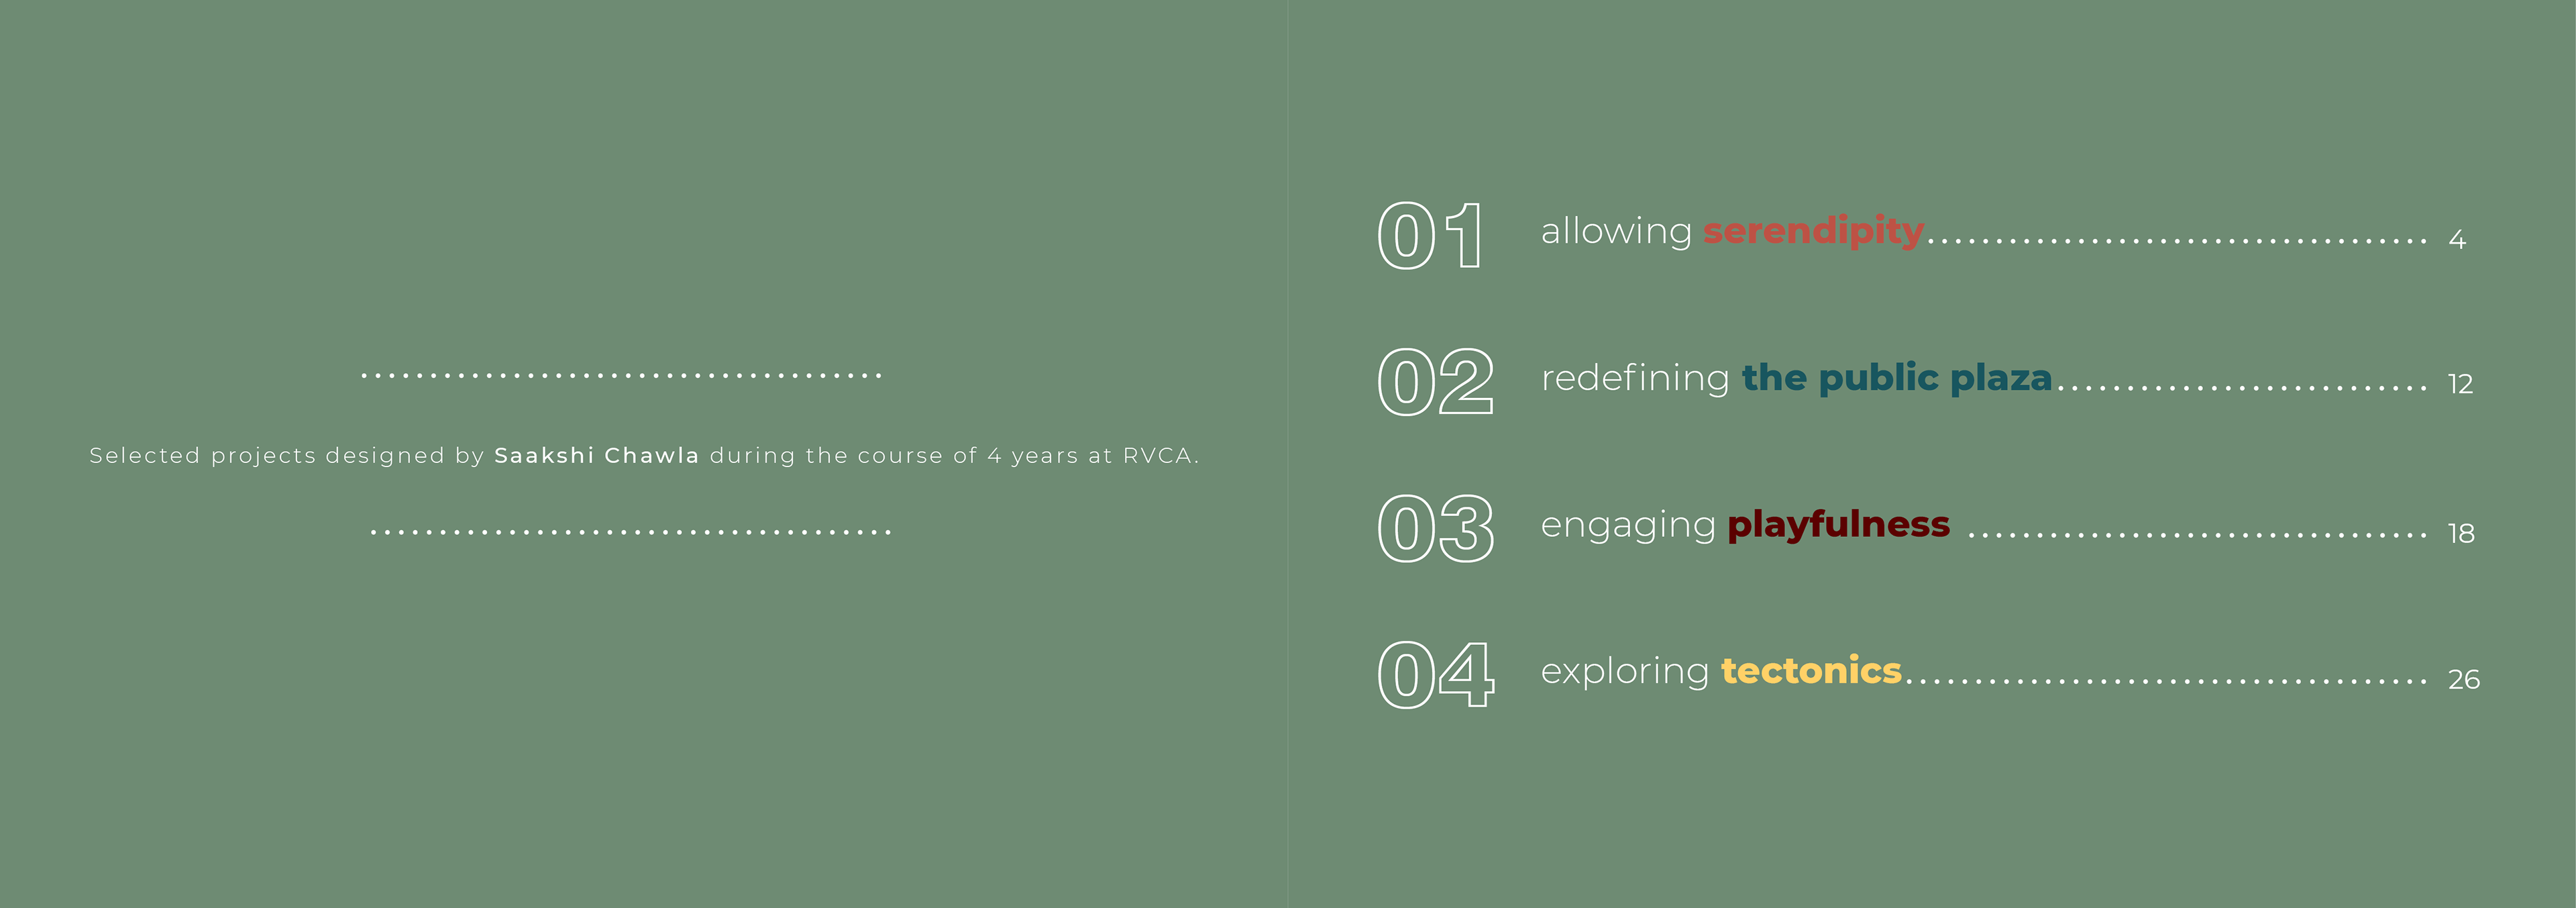 Selected projects designed by Saakshi Chawla during the course of 4 years at RVCA.
01 allowing serendipity.................................... 4
02 redefining the public plaza........................... 12
03 engaging playfulness .................................. 18
04 exploring tectonics...................................... 26